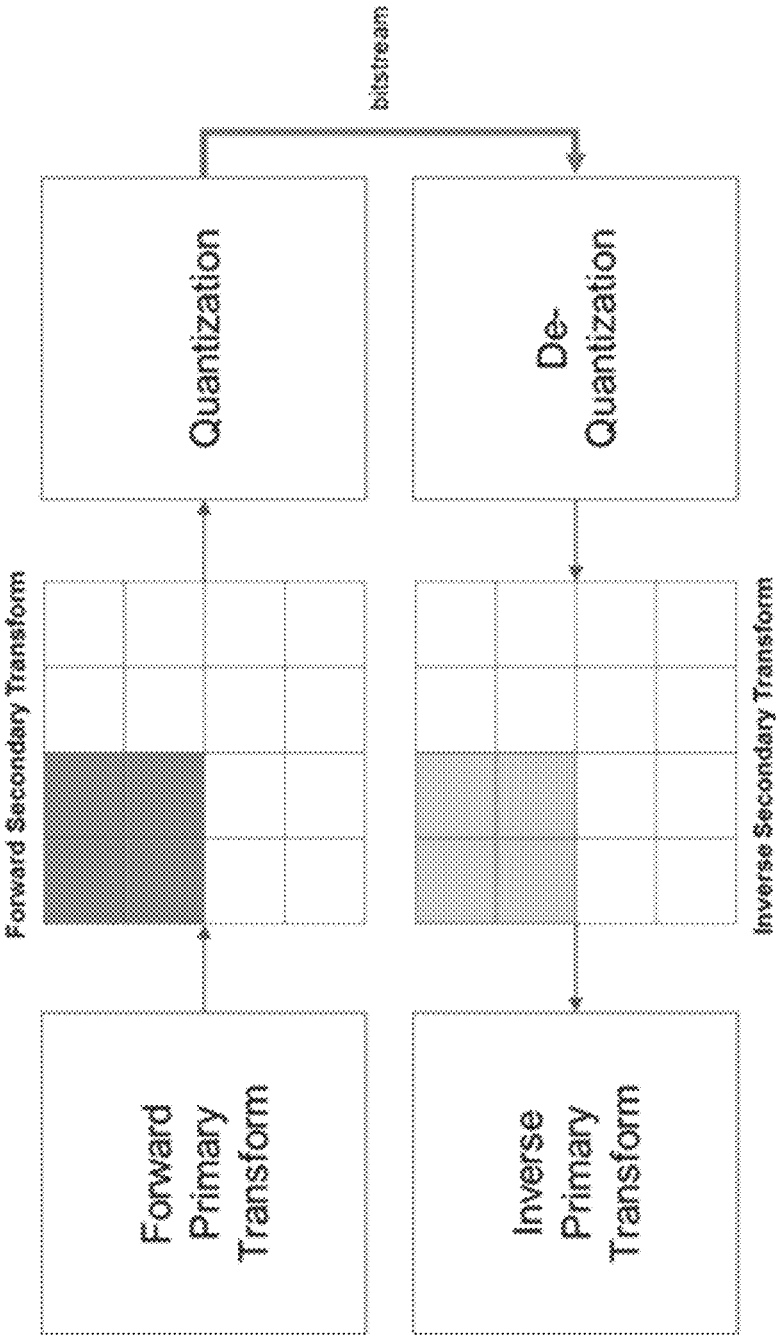 Forward Secondary Transform
Forward
Primary
Transform
Quantization
bitstream
Inverse
Primary
Transform
De-
Quantization
Inverse Secondary Transform